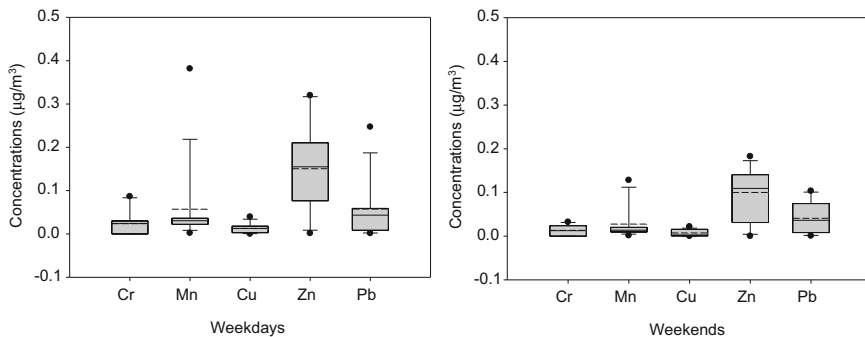 Concentrations (µg/m³)
0.5
0.4
0.3
0.2
0.1
0.0
-0.1
Cr Mn Cu Zn Pb
Weekdays
Concentrations (µg/m³)
0.5
0.4
0.3
0.2
0.1
0.0
-0.1
Cr Mn Cu Zn Pb
Weekends